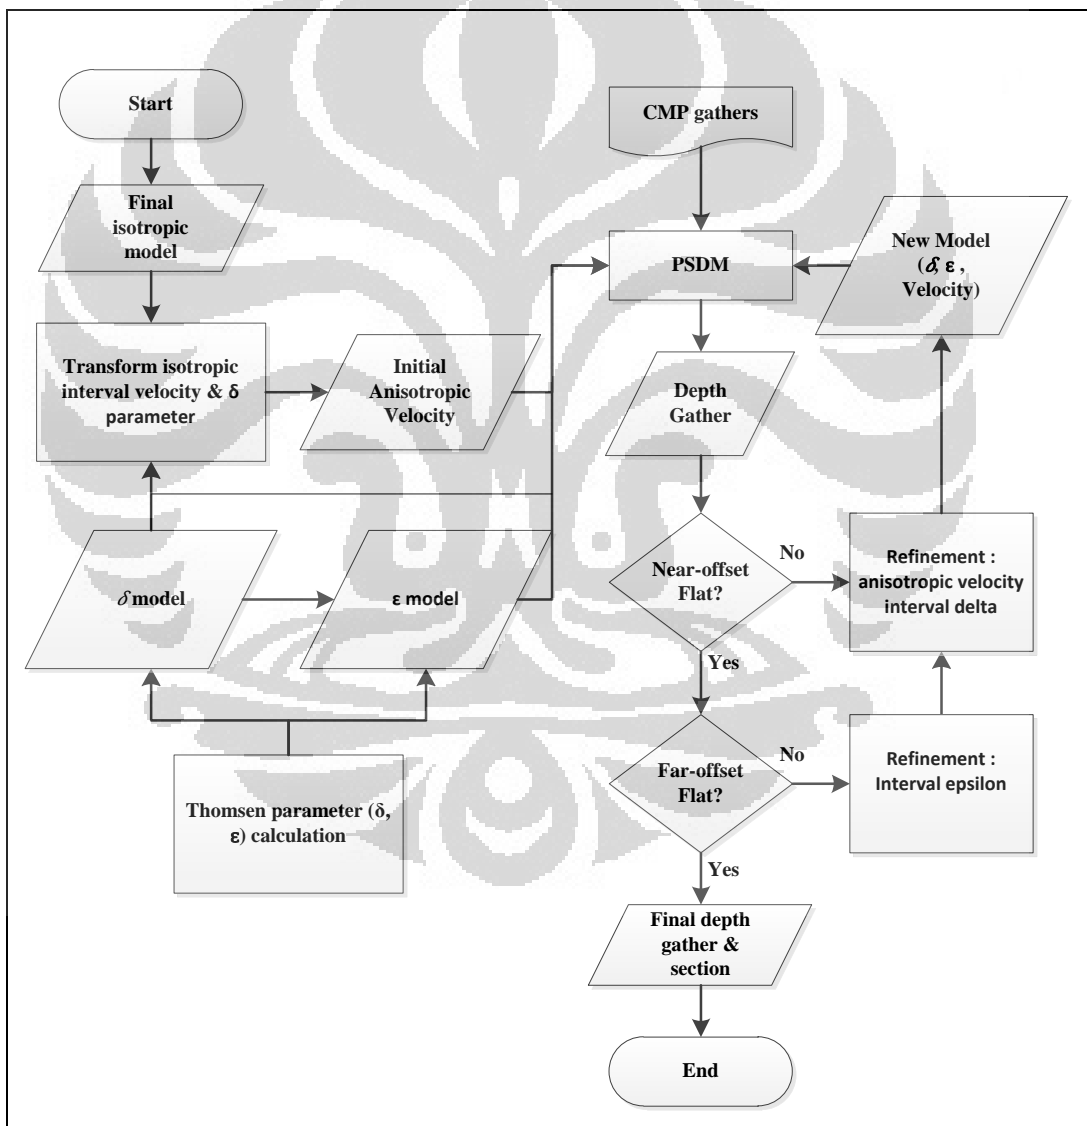 Start
Final
isotropic
model
Transform isotropic
interval velocity & δ
parameter
Initial
Anisotropic
Velocity
δ model
ε model
Thomsen parameter (δ,
ε) calculation
CMP gathers
PSDM
New Model
(δ, ε ,
Velocity)
Depth
Gather
Near-offset
Flat?
No
Refinement :
anisotropic velocity
interval delta
Yes
Far-offset
Flat?
No
Refinement :
Interval epsilon
Yes
Final depth
gather &
section
End